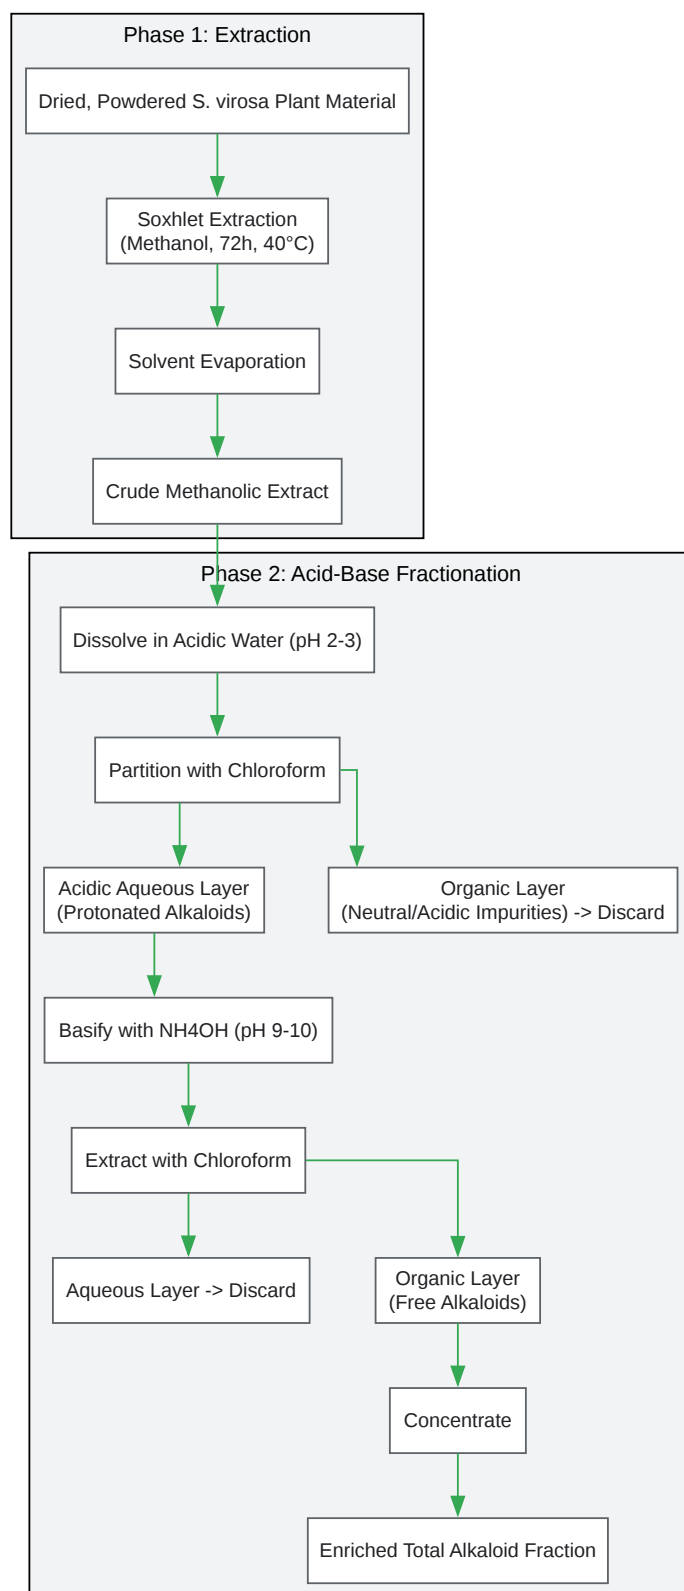 Phase 1: Extraction
Dried, Powdered S. virosa Plant Material
Soxhlet Extraction
(Methanol, 72h, 40°C)
Solvent Evaporation
Crude Methanolic Extract
Phase 2: Acid-Base Fractionation
Dissolve in Acidic Water (pH 2-3)
Partition with Chloroform
Acidic Aqueous Layer
(Protonated Alkaloids)
Organic Layer
(Neutral/Acidic Impurities) -> Discard
Basify with NH4OH (pH 9-10)
Extract with Chloroform
Aqueous Layer -> Discard
Organic Layer
(Free Alkaloids)
Concentrate
Enriched Total Alkaloid Fraction